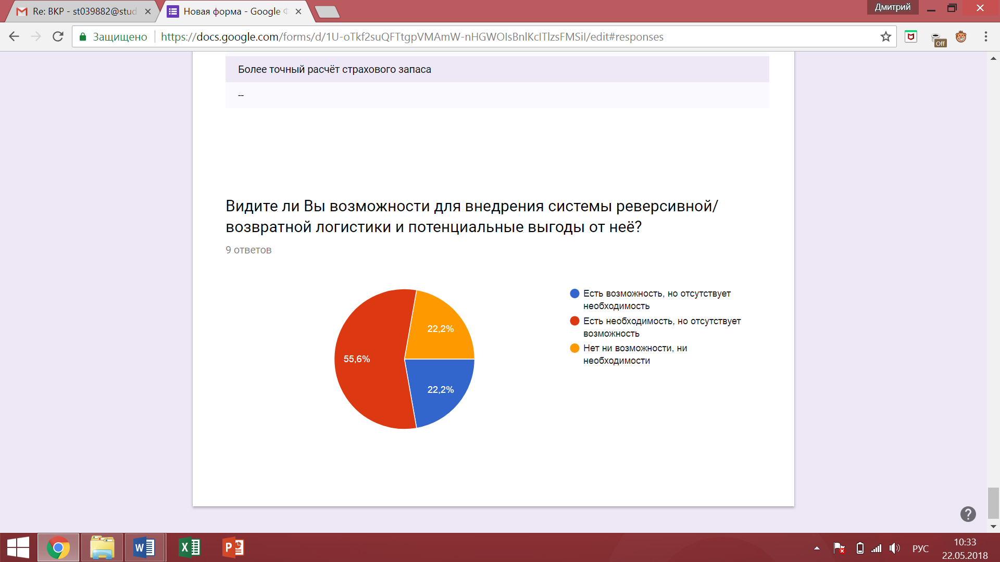 Re: ВКР - st039882@stud
Новая форма - Google Ф
Дмитрий
Защищено
https://docs.google.com/forms/d/1U-oTkf2suQFTtgpVMAmW-nHGWOIsBnlKcITlzsFMSiI/edit#responses
Off
Более точный расчёт страхового запаса
--
Видите ли Вы возможности для внедрения системы реверсивной/
возвратной логистики и потенциальные выгоды от неё?
9 ответов
22,2%
55,6%
22,2%
Есть возможность, но отсутствует
необходимость
Есть необходимость, но отсутствует
возможность
Нет ни возможности, ни
необходимости
РУС
10:33
22.05.2018